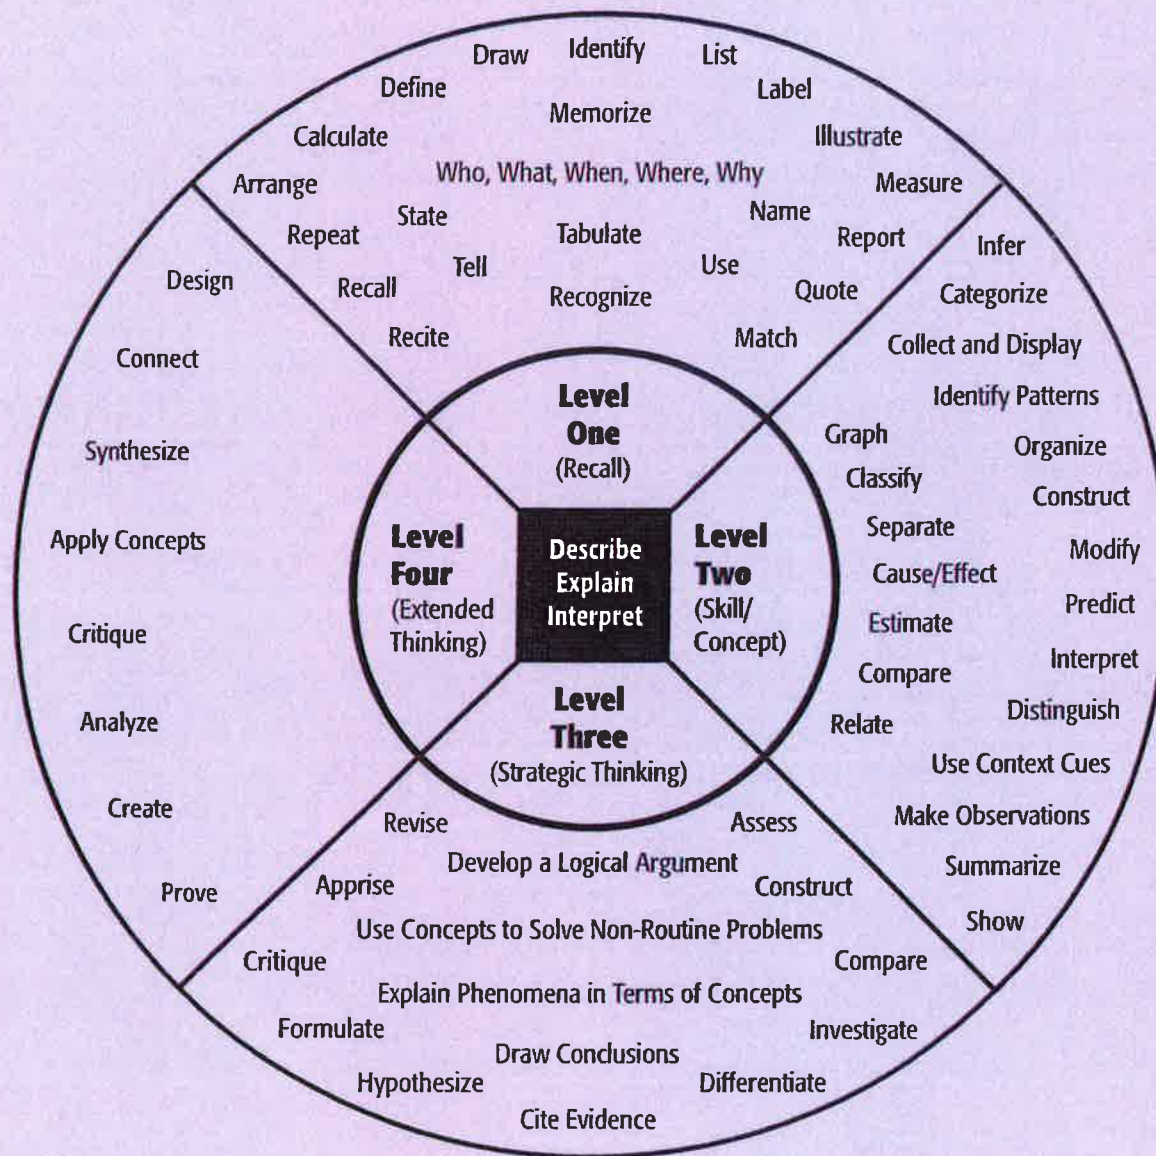 Draw
Identify
List
Define
Label
Memorize
Calculate
Illustrate
Who, What, When, Where, Why
Arrange
Measure
State
Name
Repeat
Tabulate
Report
Tell
Use
Recall
Recognize
Quote
Recite
Match
Level
One
(Recall)
Infer
Categorize
Collect and Display
Identify Patterns
Graph
Organize
Classify
Construct
Separate
Modify
Cause/Effect
Predict
Estimate
Interpret
Compare
Distinguish
Relate
Use Context Cues
Make Observations
Summarize
Show
Level
Two
(Skill/
Concept)
Describe
Explain
Interpret
Level
Three
(Strategic Thinking)
Revise
Assess
Develop a Logical Argument
Apprise
Construct
Use Concepts to Solve Non-Routine Problems
Critique
Compare
Explain Phenomena in Terms of Concepts
Formulate
Investigate
Draw Conclusions
Hypothesize
Differentiate
Cite Evidence
Level
Four
(Extended
Thinking)
Design
Connect
Synthesize
Apply Concepts
Critique
Analyze
Create
Prove